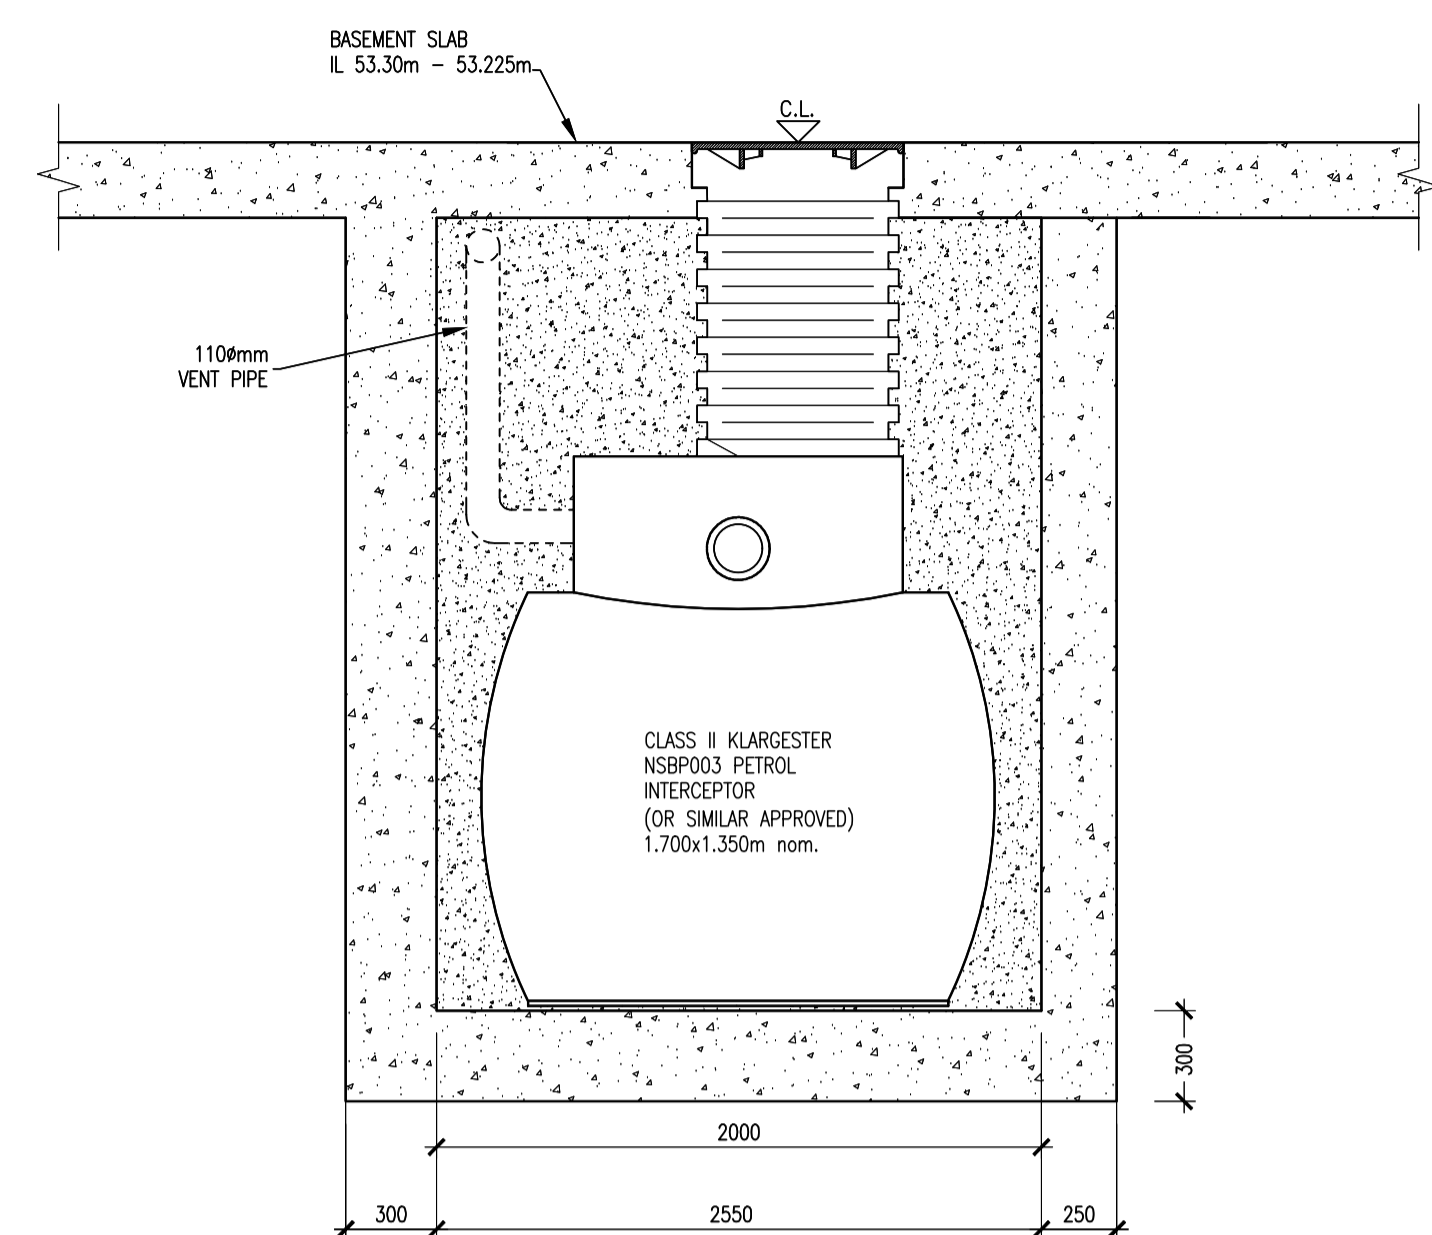 BASEMENT SLAB
IL 53.30m - 53.225m
C.L.
110ømm
VENT PIPE
CLASS II KLARGESTER
NSBP003 PETROL
INTERCEPTOR
(OR SIMILAR APPROVED)
1.700x1.350m nom.
300
2000
300
2550
250